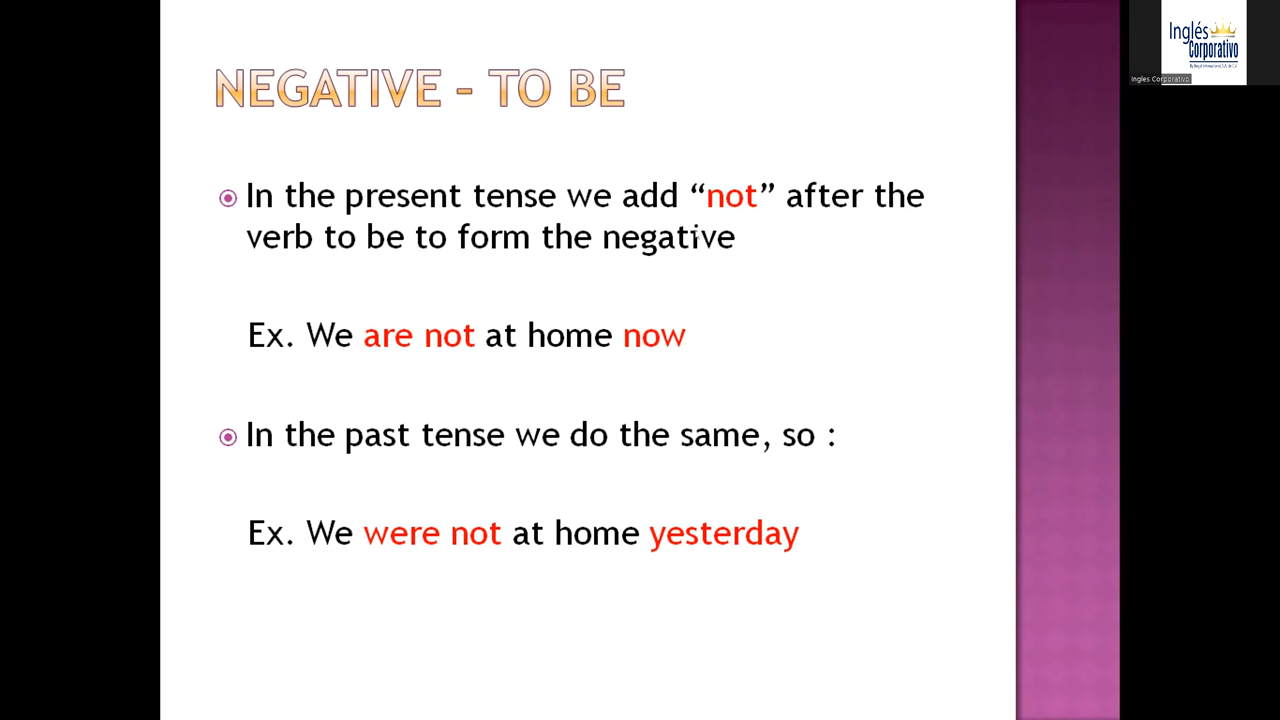 NEGATIVE - TO BE
In the present tense we add “not” after the
verb to be to form the negative
Ex. We are not at home now
In the past tense we do the same, so :
Ex. We were not at home yesterday
Inglés
Corporativo
Ingles Corporativo